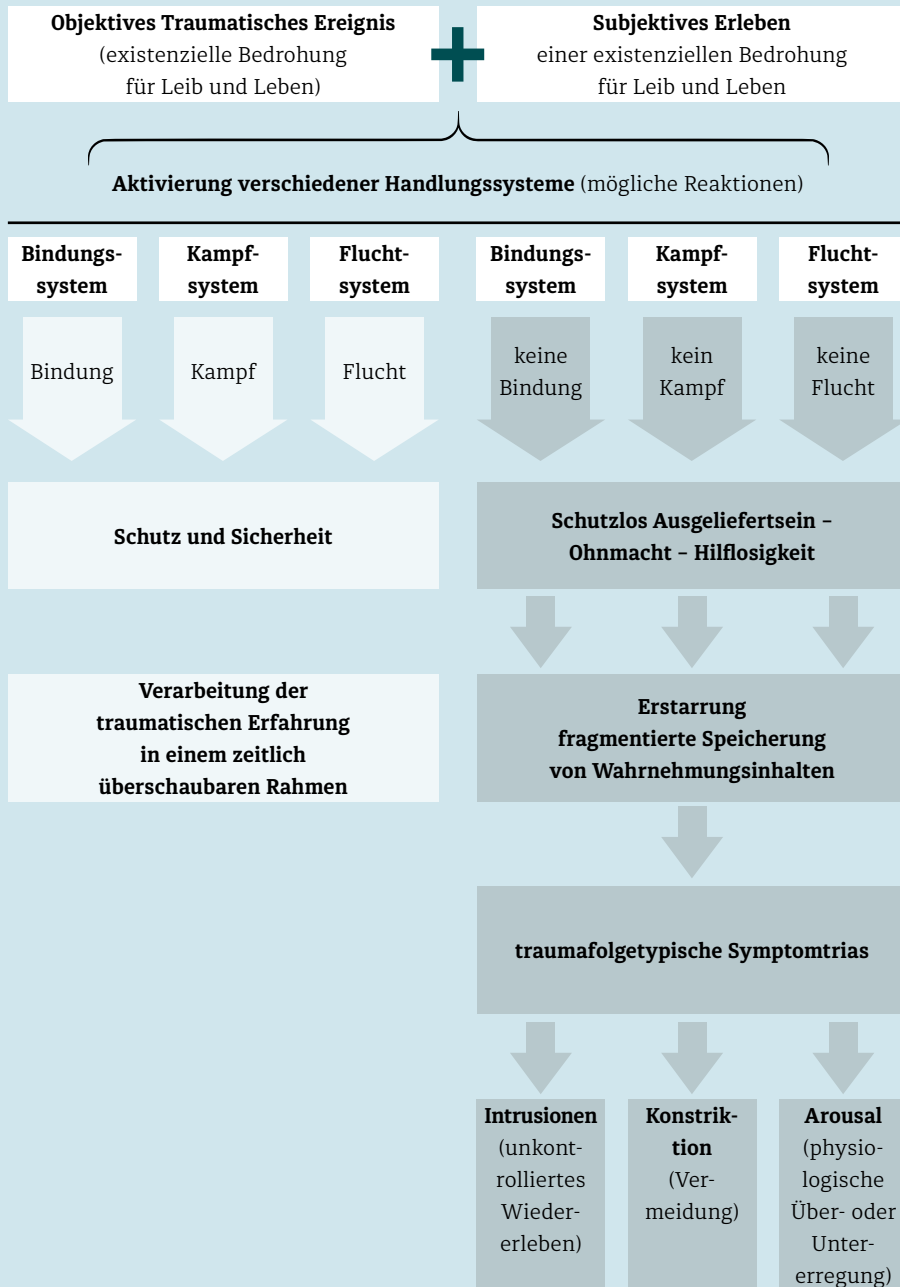 Objektives Traumatisches Ereignis
(existenzielle Bedrohung
für Leib und Leben)
+
Subjektives Erleben
einer existenziellen Bedrohung
für Leib und Leben
Aktivierung verschiedener Handlungssysteme (mögliche Reaktionen)
Bindungs-
system
Kampf-
system
Flucht-
system
Bindungs-
system
Kampf-
system
Flucht-
system
Bindung
Kampf
Flucht
keine
Bindung
kein
Kampf
keine
Flucht
Schutz und Sicherheit
Schutzlos Ausgeliefertsein –
Ohnmacht – Hilflosigkeit
Verarbeitung der
traumatischen Erfahrung
in einem zeitlich
überschaubaren Rahmen
Erstarrung
fragmentierte Speicherung
von Wahrnehmungsinhalten
traumafolgetypische Symptomtrias
Intrusionen
(unkont-
rolliertes
Wieder-
erleben)
Konstrik-
tion
(Ver-
meidung)
Arousal
(physio-
logische
Über- oder
Unter-
erregung)